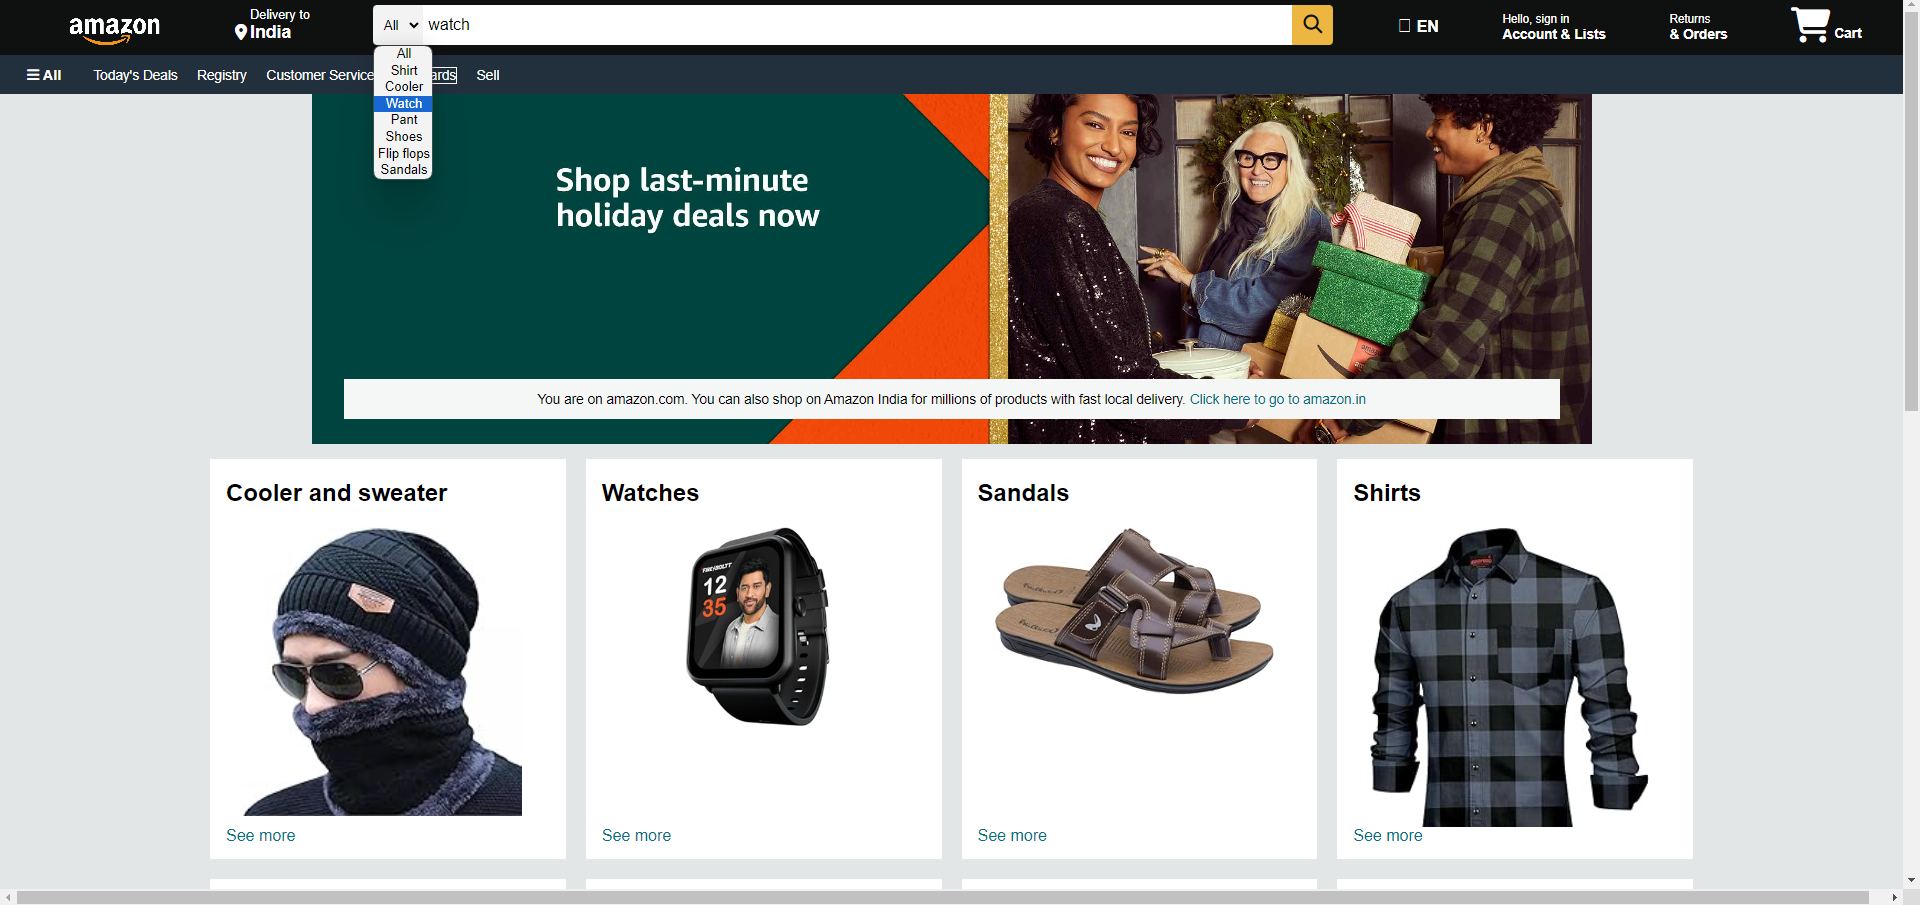 amazon
Delivery to
India
All
watch
EN
Hello, sign in
Account & Lists
Returns
& Orders
Cart
All
Today's Deals
Registry
Customer Service
ards
Sell
All
Shirt
Cooler
Watch
Pant
Shoes
Flip flops
Sandals
Shop last-minute
holiday deals now
You are on amazon.com. You can also shop on Amazon India for millions of products with fast local delivery. Click here to go to amazon.in
Cooler and sweater
Watches
Sandals
Shirts
FIRE-BOLTT
12
35
See more
See more
See more
See more